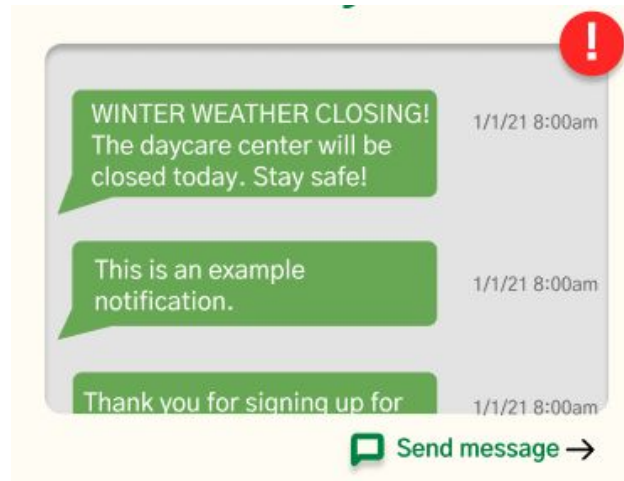 !
WINTER WEATHER CLOSING!
1/1/21 8:00am
The daycare center will be
closed today. Stay safe!
This is an example
1/1/21 8:00am
notification.
Thank you for signing up for
1/1/21 8:00am
Send message →